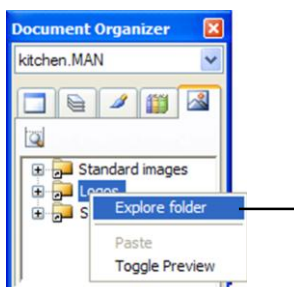 Document Organizer
kitchen.MAN
Standard images
Logos
Explore folder
Paste
Toggle Preview